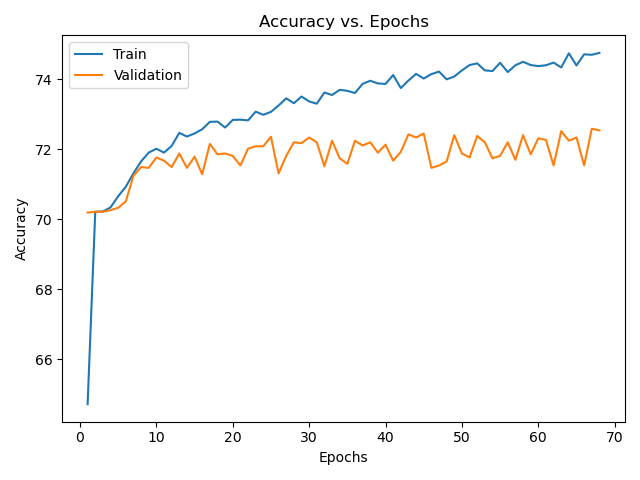 Accuracy vs. Epochs
Train
Validation
74
72
70
68
66
Accuracy
0 10 20 30 40 50 60 70
Epochs